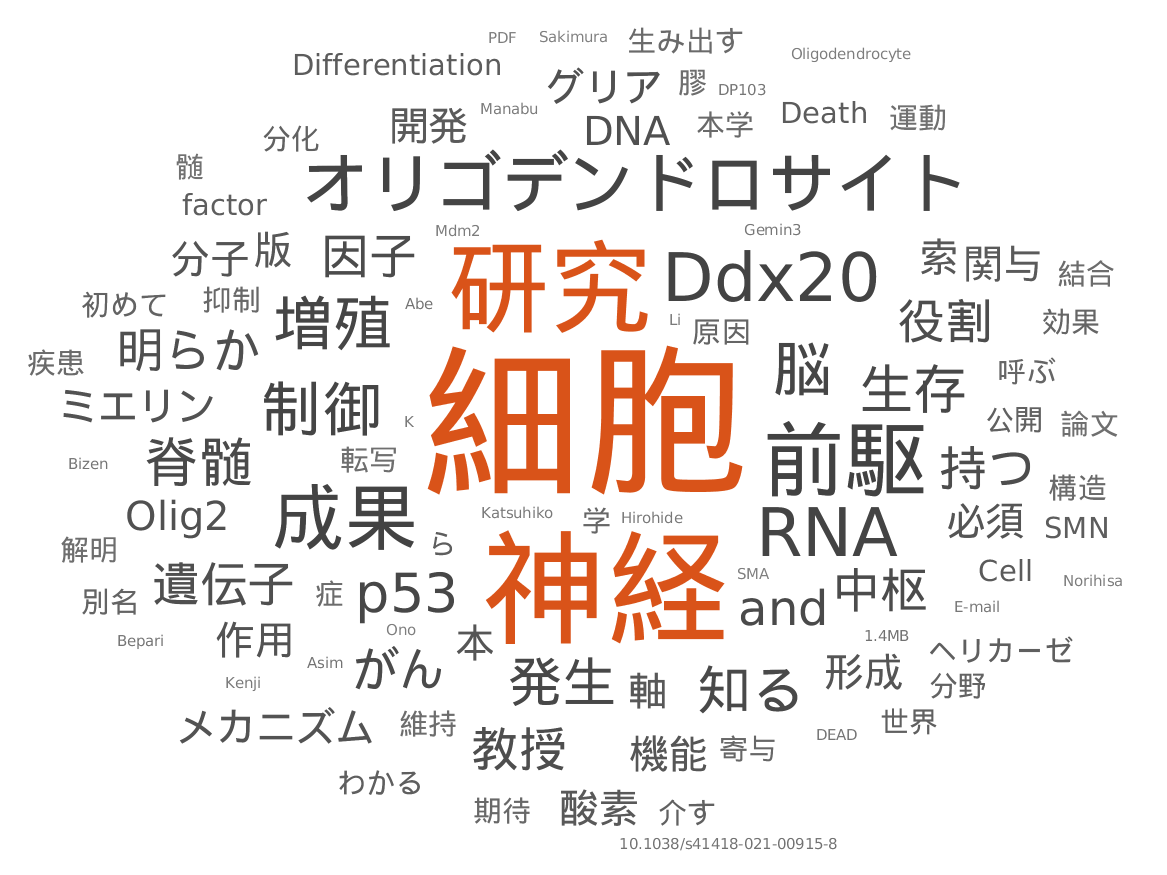 PDF Sakimura 生み出す
Differentiation Oligodendrocyte
グリア 膠 DP103
開発 Manabu DNA 本学 Death 運動
分化
髄 オリゴデンドロサイト
factor
Mdm2 Gemin3
分子 版 因子 研究 Ddx20 索 関与 結合
初めて 抑制 増殖 Abe Li 原因 役割 効果
疾患 明らか 脳 生存 呼ぶ
ミエリン 制御 K 細胞 公開 論文
Bizen 脊髄 転写 前駆 持つ 構造
Olig2 成果 Katsuhiko 学 Hirohide RNA 必須 SMN
解明 ら
遺伝子 症 p53 神経 SMA and 中枢 Cell Norihisa
別名 E-mail
Bepari 作用 Ono 本 1.4MB ヘリカーゼ
Kenji Asim がん 発生 軸 知る 形成 分野
メカニズム 維持 教授 機能 寄与 DEAD 世界
わかる
期待 酸素 介す
10.1038/s41418-021-00915-8